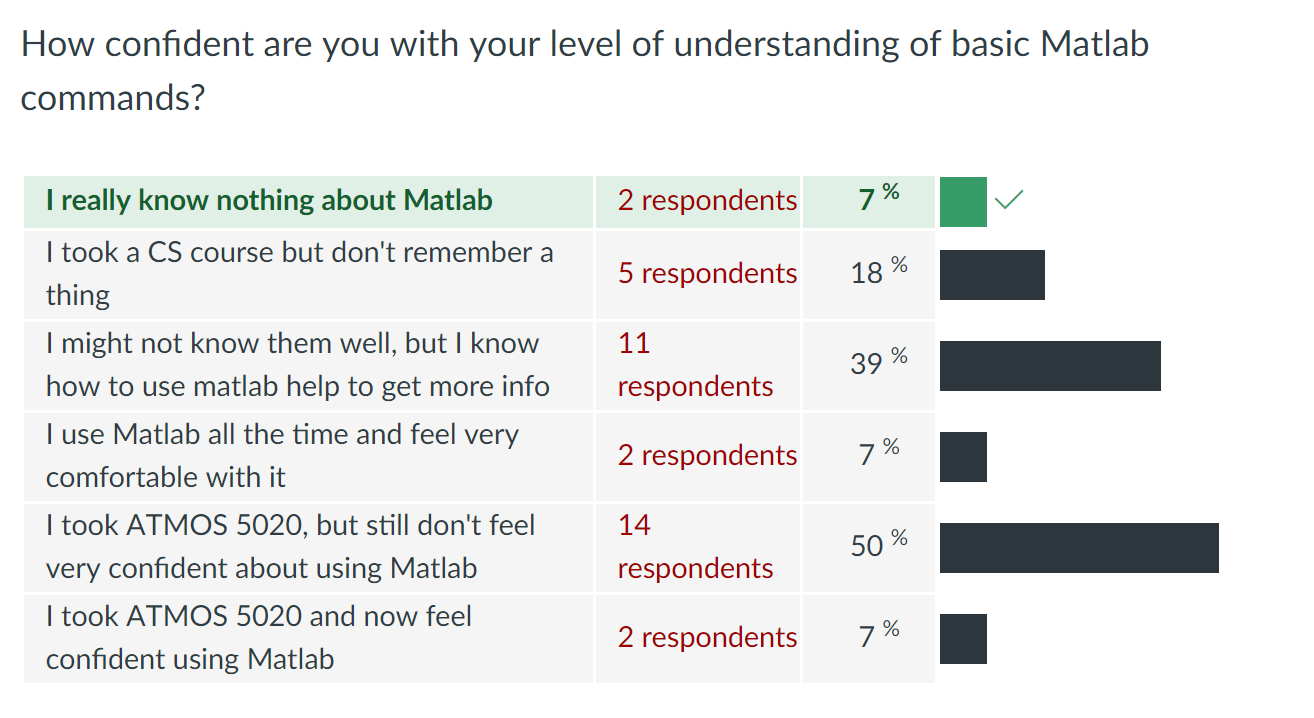 How confident are you with your level of understanding of basic Matlab
commands?
I really know nothing about Matlab 2 respondents 7 %
I took a CS course but don't remember a
thing
5 respondents 18 %
I might not know them well, but I know
how to use matlab help to get more info
11
respondents
39 %
I use Matlab all the time and feel very
comfortable with it
2 respondents 7 %
I took ATMOS 5020, but still don't feel
very confident about using Matlab
14
respondents
50 %
I took ATMOS 5020 and now feel
confident using Matlab
2 respondents 7 %